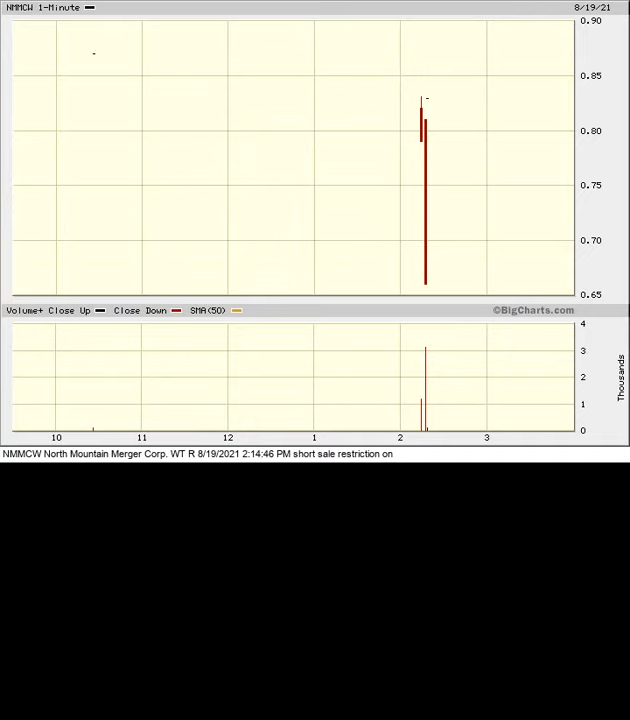 NMMCW 1-Minute 8/19/21
0.90
0.85
0.80
0.75
0.70
0.65
Volume+ Close Up Close Down SMA(50) ©BigCharts.com
4
3
2
1
0
Thousands
10 11 12 1 2 3
NMMCW North Mountain Merger Corp. WT R 8/19/2021 2:14:46 PM short sale restriction on